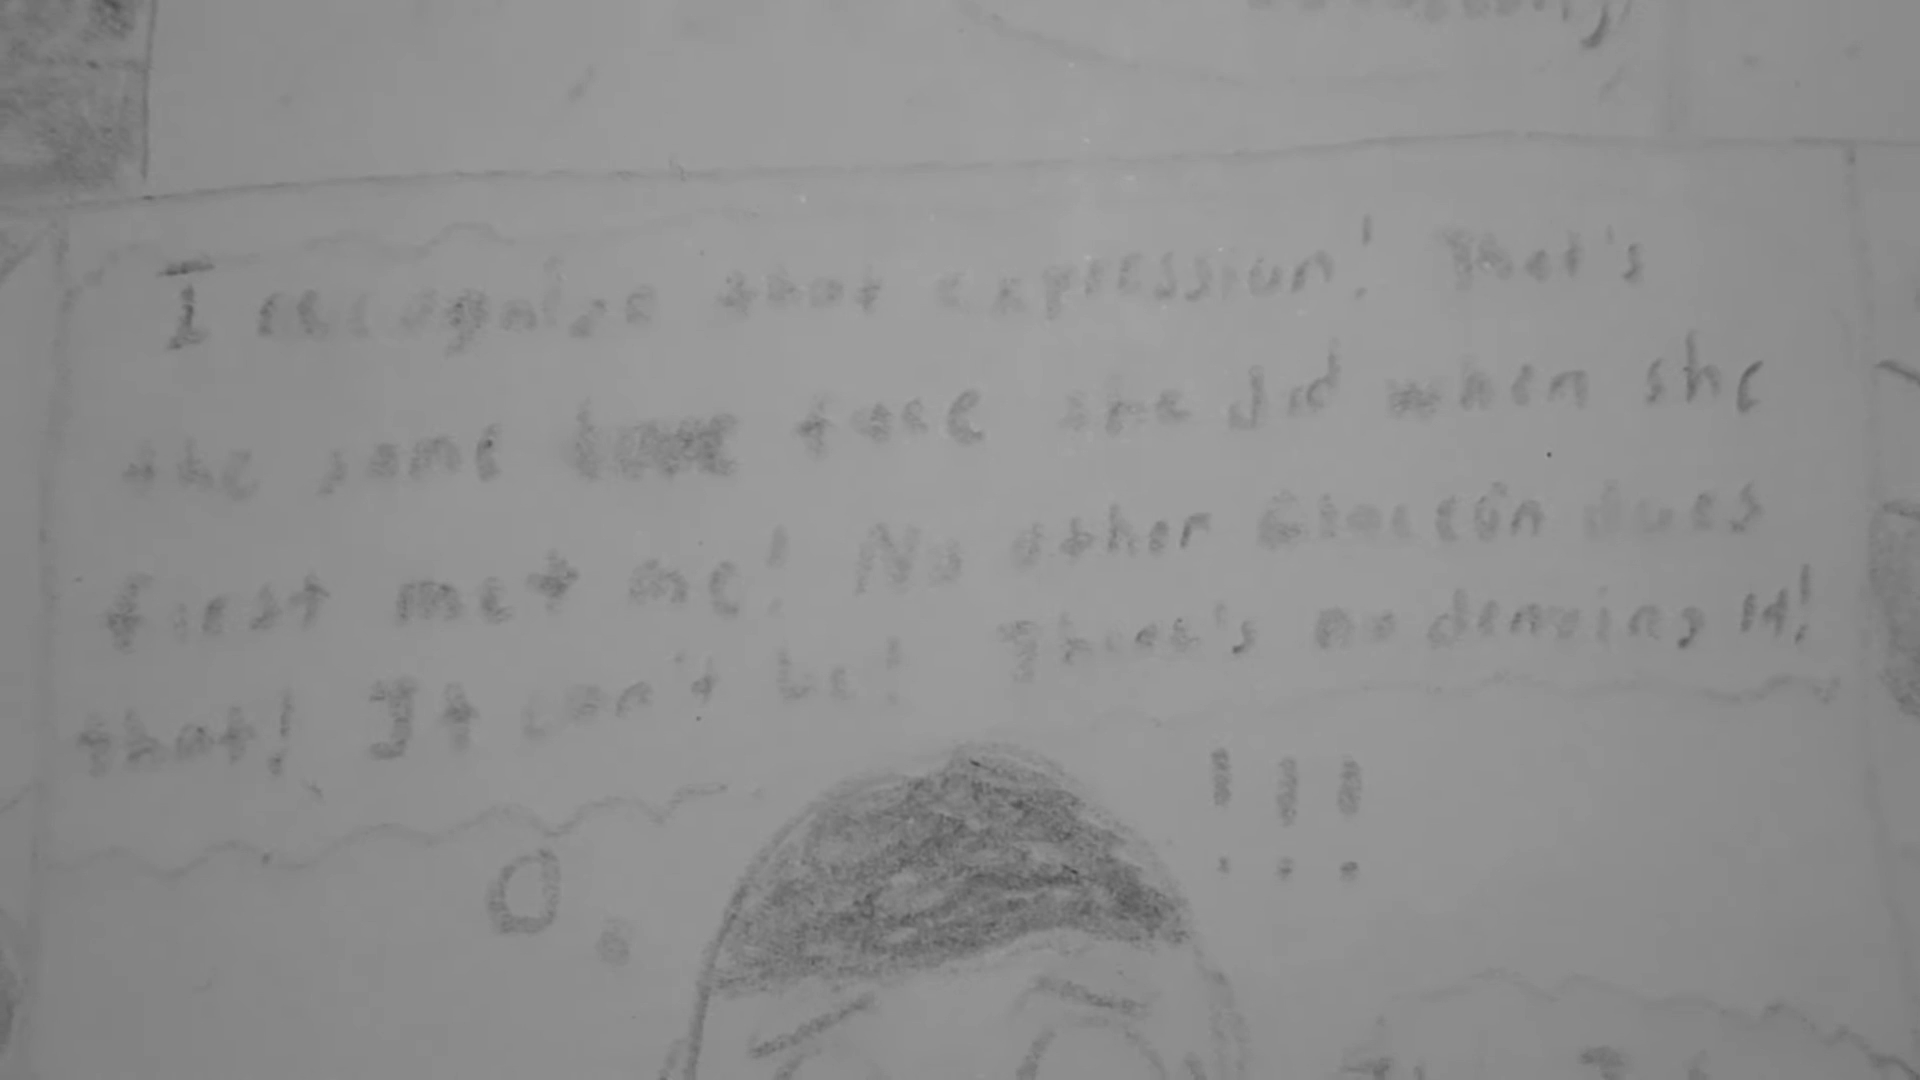 I recognize that expression! That's
the same face she did when she
first met me! No other Glaceon does
that! It can't be! There's no denying it!
!!!